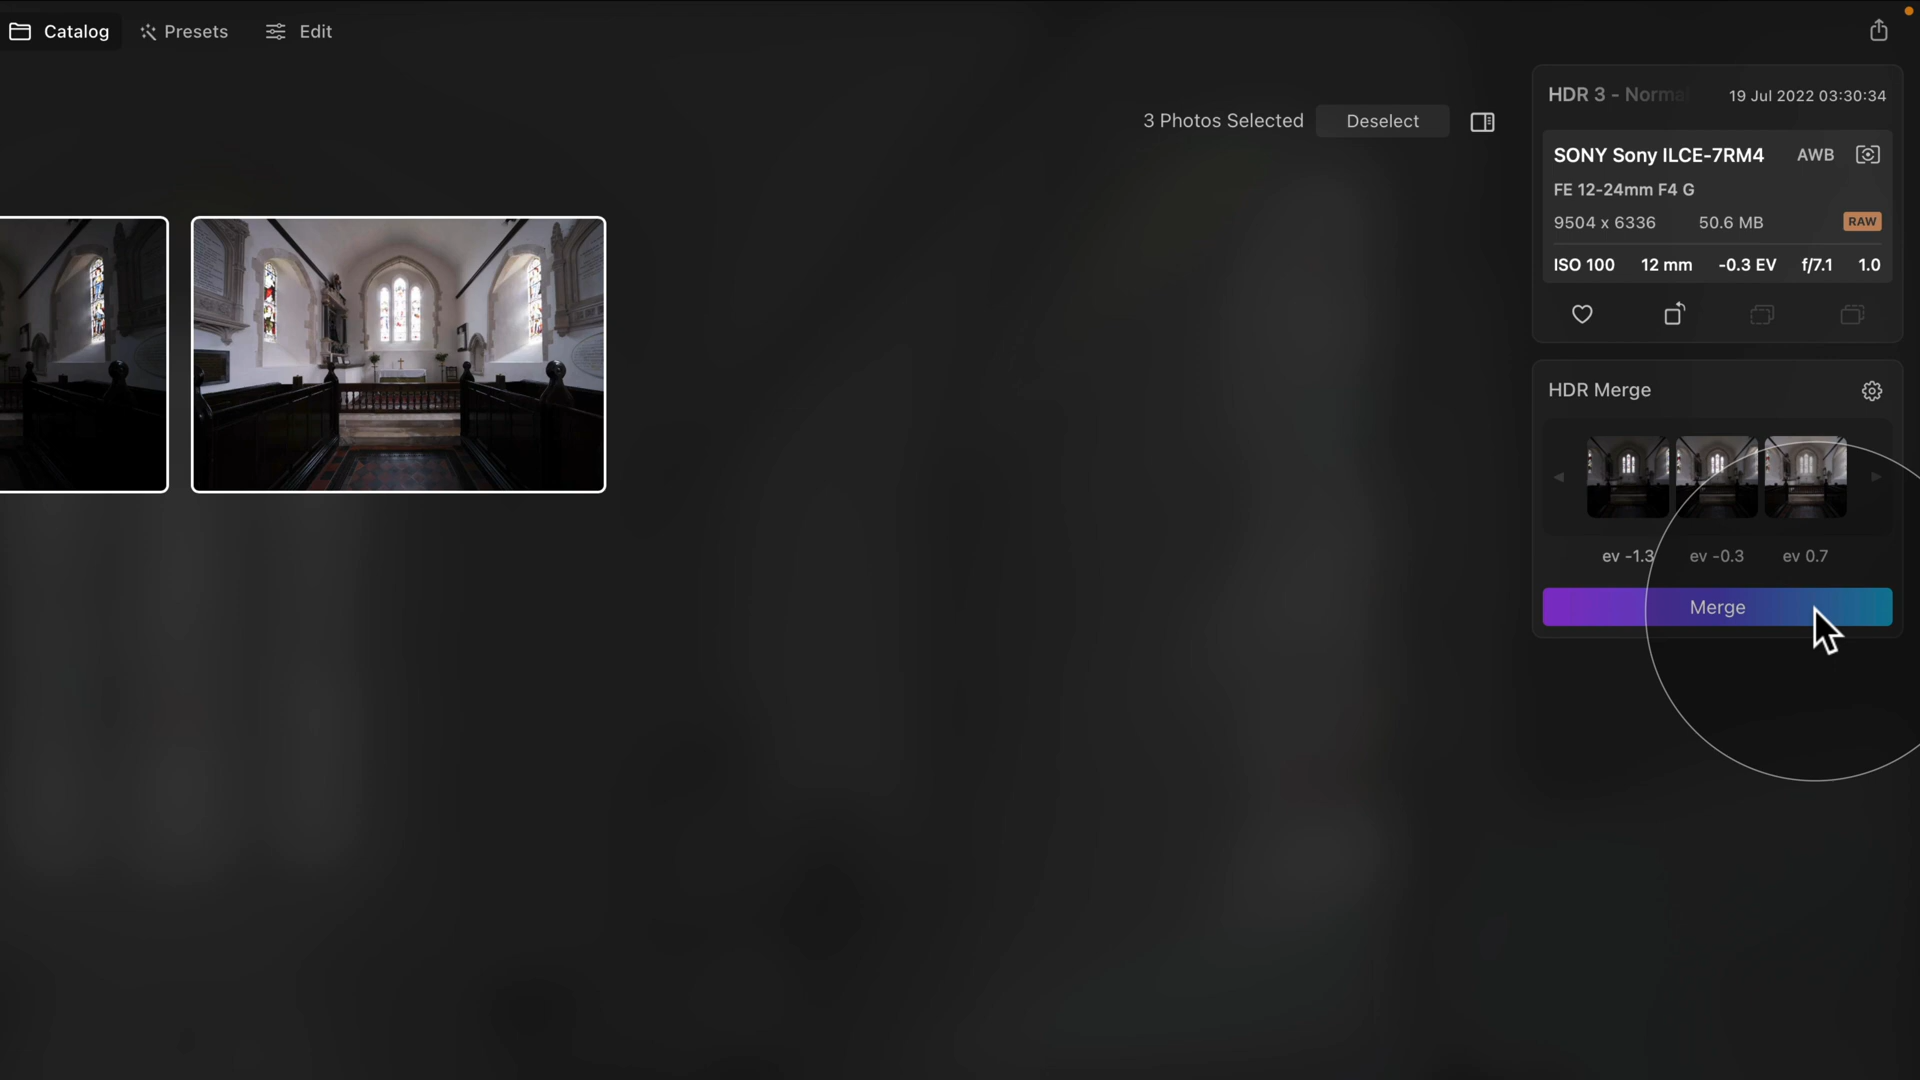 Catalog
Presets
Edit
3 Photos Selected
Deselect
HDR 3 - Norma
19 Jul 2022 03:30:34
SONY Sony ILCE-7RM4
AWB
FE 12-24mm F4 G
9504 x 6336
50.6 MB
RAW
ISO 100
12 mm
-0.3 EV
f/7.1
1.0
HDR Merge
ev -1.3
ev -0.3
ev 0.7
Merge